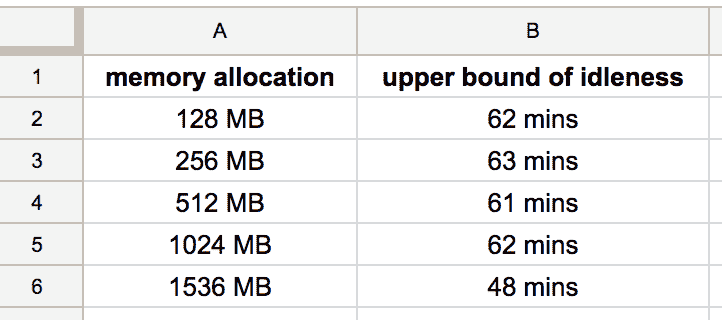 A B
1 memory allocation upper bound of idleness
2 128 MB 62 mins
3 256 MB 63 mins
4 512 MB 61 mins
5 1024 MB 62 mins
6 1536 MB 48 mins